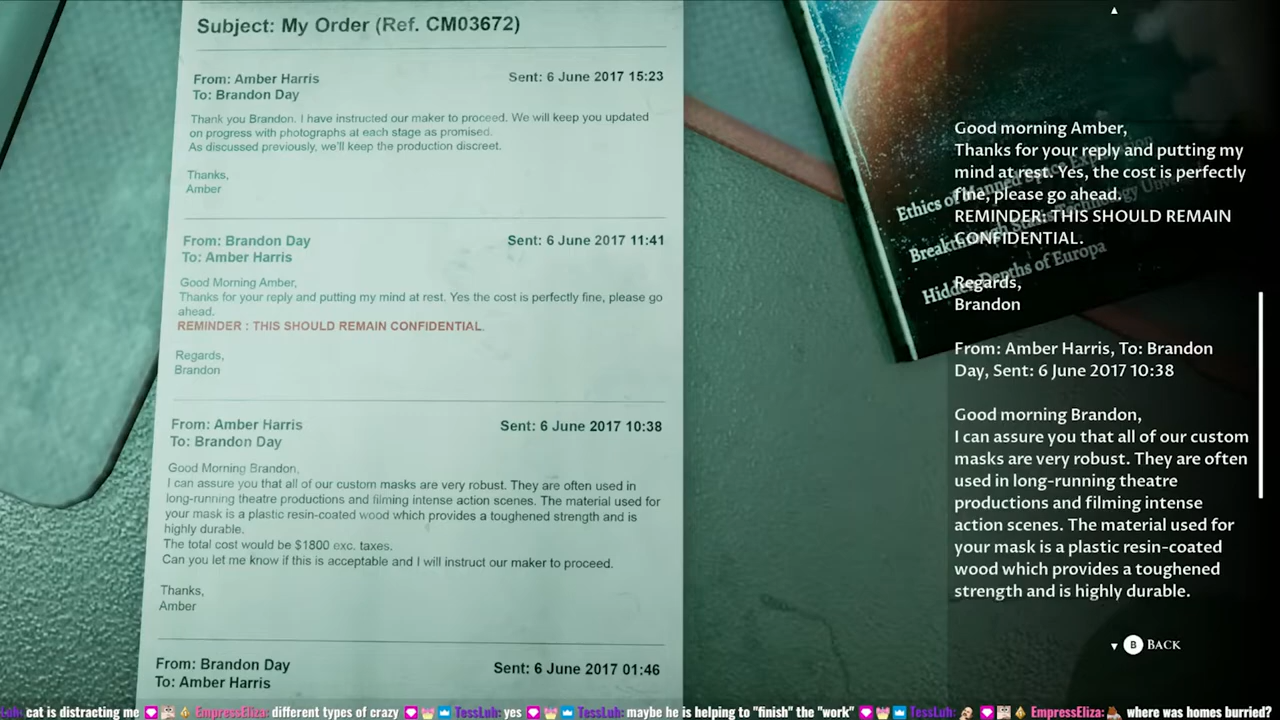 Subject: My Order (Ref. CM03672)
From: Amber Harris
Sent: 6 June 2017 15:23
To: Brandon Day
Thank you Brandon. I have instructed our maker to proceed. We will keep you updated
on progress with photographs at each stage as promised.
As discussed previously, we'll keep the production discreet.
Thanks,
Amber
From: Brandon Day
Sent: 6 June 2017 11:41
To: Amber Harris
Good Morning Amber,
Thanks for your reply and putting my mind at rest. Yes the cost is perfectly fine, please go
ahead.
REMINDER : THIS SHOULD REMAIN CONFIDENTIAL.
Regards,
Brandon
From: Amber Harris
Sent: 6 June 2017 10:38
To: Brandon Day
Good Morning Brandon,
I can assure you that all of our custom masks are very robust. They are often used in
long-running theatre productions and filming intense action scenes. The material used for
your mask is a plastic resin-coated wood which provides a toughened strength and is
highly durable.
The total cost would be $1800 exc. taxes.
Can you let me know if this is acceptable and I will instruct our maker to proceed.
Thanks,
Amber
From: Brandon Day
Sent: 6 June 2017 01:46
To: Amber Harris
Ethics of Manned Space
Technology
Hidden Depths of Europa
Good morning Amber,
Thanks for your reply and putting my
mind at rest. Yes, the cost is perfectly
fine, please go ahead.
REMINDER: THIS SHOULD REMAIN
CONFIDENTIAL.
Regards,
Brandon
From: Amber Harris, To: Brandon
Day, Sent: 6 June 2017 10:38
Good morning Brandon,
I can assure you that all of our custom
masks are very robust. They are often
used in long-running theatre
productions and filming intense
action scenes. The material used for
your mask is a plastic resin-coated
wood which provides a toughened
strength and is highly durable.
B BACK
cat is distracting me EmpressEliza: different types of crazy TessLuh: yes TessLuh: maybe he is helping to "finish" the "work" TessLuh: EmpressEliza: where was homes burried?